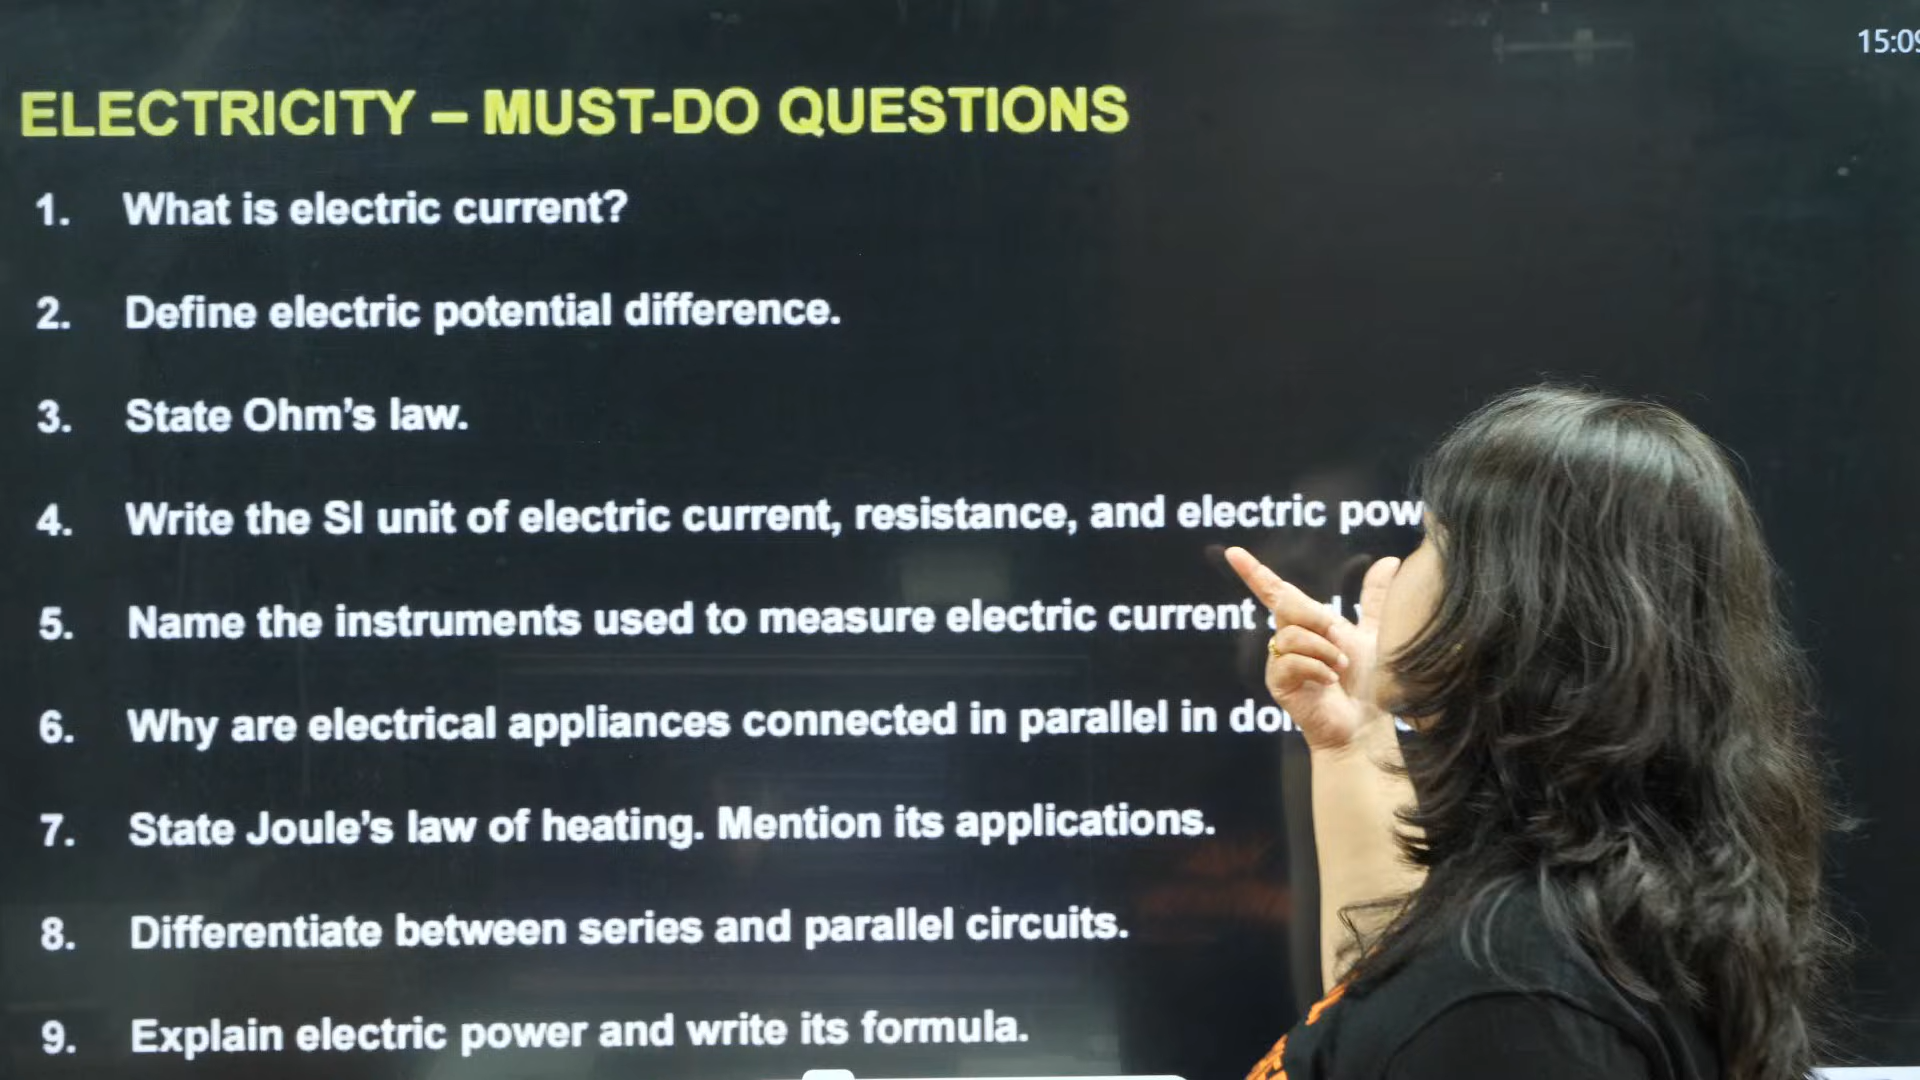 15:09
ELECTRICITY – MUST-DO QUESTIONS
1. What is electric current?
2. Define electric potential difference.
3. State Ohm’s law.
4. Write the SI unit of electric current, resistance, and electric pow
5. Name the instruments used to measure electric current
6. Why are electrical appliances connected in parallel in
7. State Joule’s law of heating. Mention its applications.
8. Differentiate between series and parallel circuits.
9. Explain electric power and write its formula.